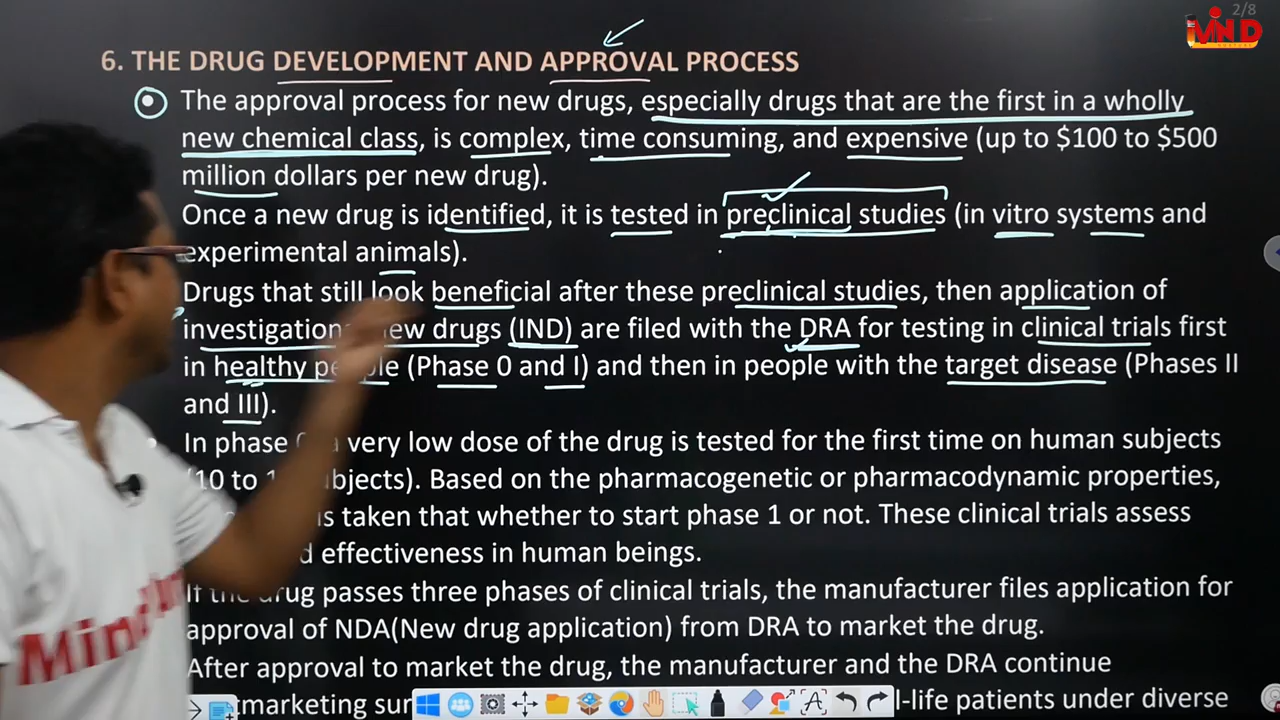 2/8
MIND
6. THE DRUG DEVELOPMENT AND APPROVAL PROCESS
The approval process for new drugs, especially drugs that are the first in a wholly
new chemical class, is complex, time consuming, and expensive (up to $100 to $500
million dollars per new drug).
Once a new drug is identified, it is tested in preclinical studies (in vitro systems and
experimental animals).
Drugs that still look beneficial after these preclinical studies, then application of
investigation new drugs (IND) are filed with the DRA for testing in clinical trials first
in healthy people (Phase 0 and I) and then in people with the target disease (Phases II
and III).
In phase a very low dose of the drug is tested for the first time on human subjects
(10 to subjects). Based on the pharmacogenetic or pharmacodynamic properties,
is taken that whether to start phase 1 or not. These clinical trials assess
effectiveness in human beings.
If the drug passes three phases of clinical trials, the manufacturer files application for
approval of NDA(New drug application) from DRA to market the drug.
After approval to market the drug, the manufacturer and the DRA continue
l-life patients under diverse
Mind